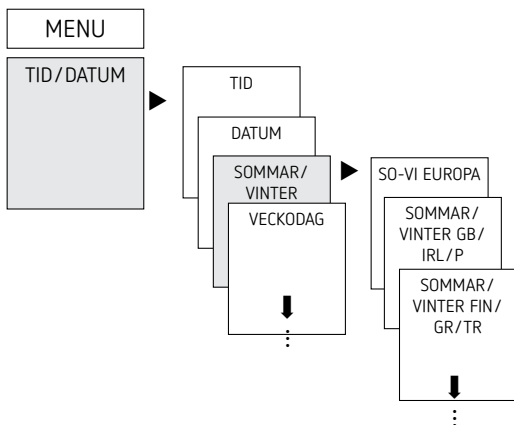 MENU
TID/DATUM
TID
DATUM
SOMMAR/
VINTER
VECKODAG
SO-VI EUROPA
SOMMAR/
VINTER GB/
IRL/P
SOMMAR/
VINTER FIN/
GR/TR